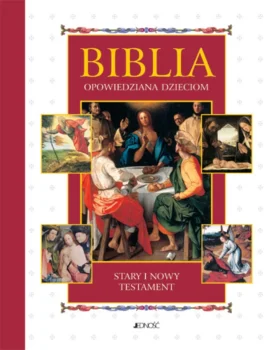 BIBLIA
OPOWIEDZIANA DZIECIOM
STARY I NOWY
TESTAMENT
JEDNOŚĆ